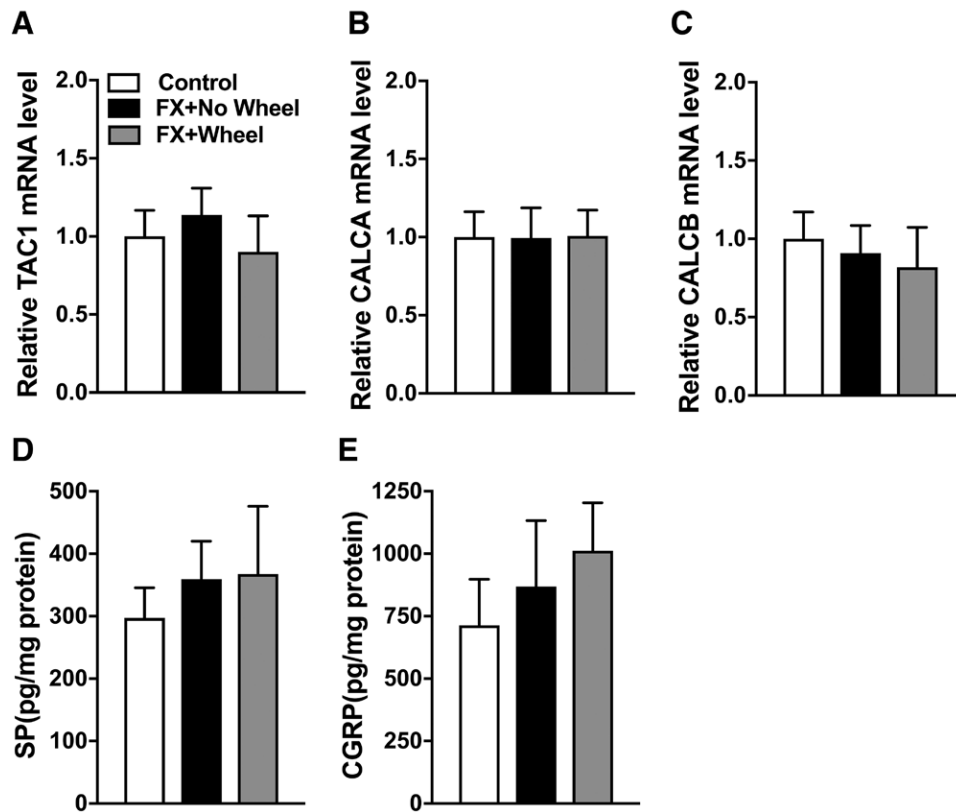 A
Relative TAC1 mRNA level
2.0
1.5
1.0
0.5
0.0
Control
FX+No Wheel
FX+Wheel
B
Relative CALCA mRNA level
2.0
1.5
1.0
0.5
0.0
C
Relative CALCB mRNA level
2.0
1.5
1.0
0.5
0.0
D
SP(pg/mg protein)
500
400
300
200
100
0
E
CGRP(pg/mg protein)
1250
1000
750
500
250
0